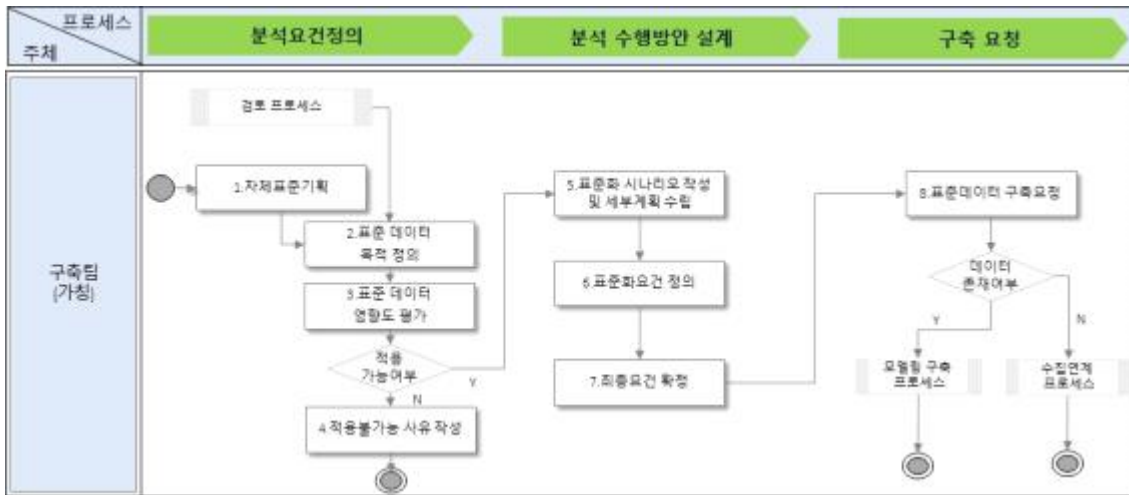 프로세스
주체
분석요건정의
분석 수행방안 설계
구축 요청
구축팀
(가칭)
검토 프로세스
1.자체표준기획
2.표준 데이터
목적 정의
3.표준 데이터
영향도 평가
적용
가능여부
Y
N
4.적용불가능 사유 작성
5.표준화 시나리오 작성
및 세부계획 수립
6.표준화요건 정의
7.최종요건 확정
8.표준데이터 구축요청
데이터
존재여부
Y
N
모델링 구축
프로세스
수집연계
프로세스